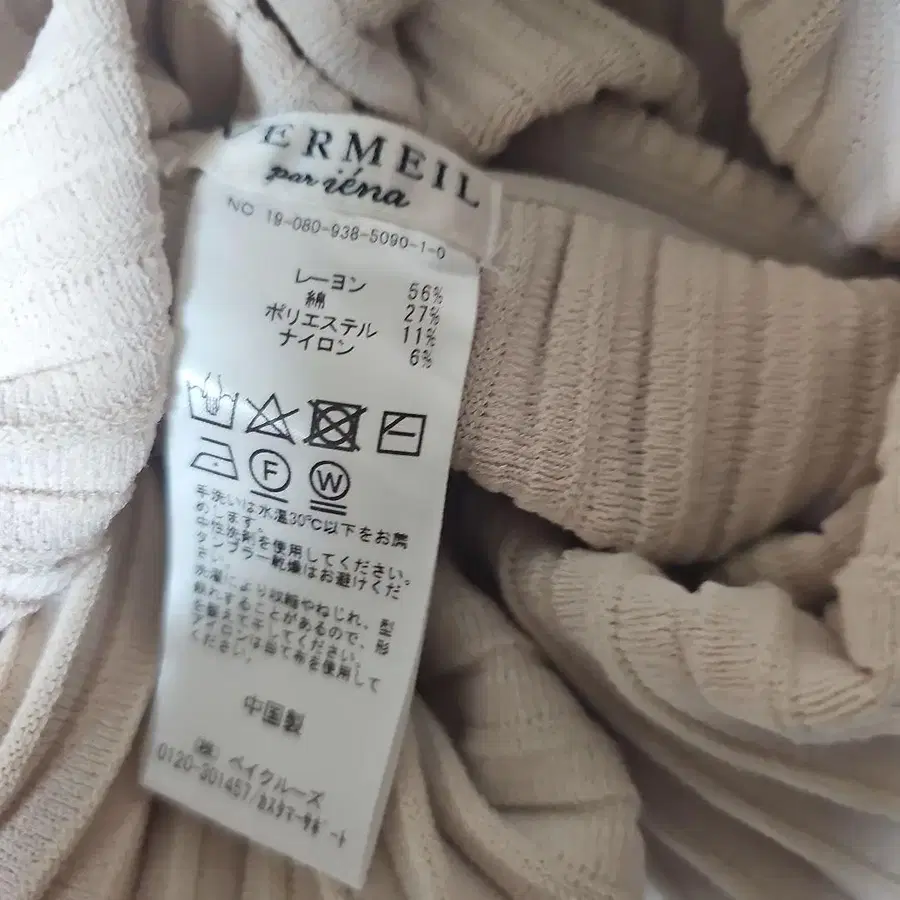 ERMEIL
par iéna
NO 19-080-938-5090-1-0
レーヨン 56%
綿 27%
ポリエステル 11%
ナイロン 6%
F W
手洗いは水温30℃以下をお薦
めします。
中性洗剤を使用してください。
タンブラー乾燥はお避けくだ
さい。
洗濯により収縮やねじれ、型
崩れすることがあるので、形
を整えて干してください。
アイロンは当て布を使用して
ください。
中国製
(株) ベイクルーズ
0120-301457/カスタマーサポート